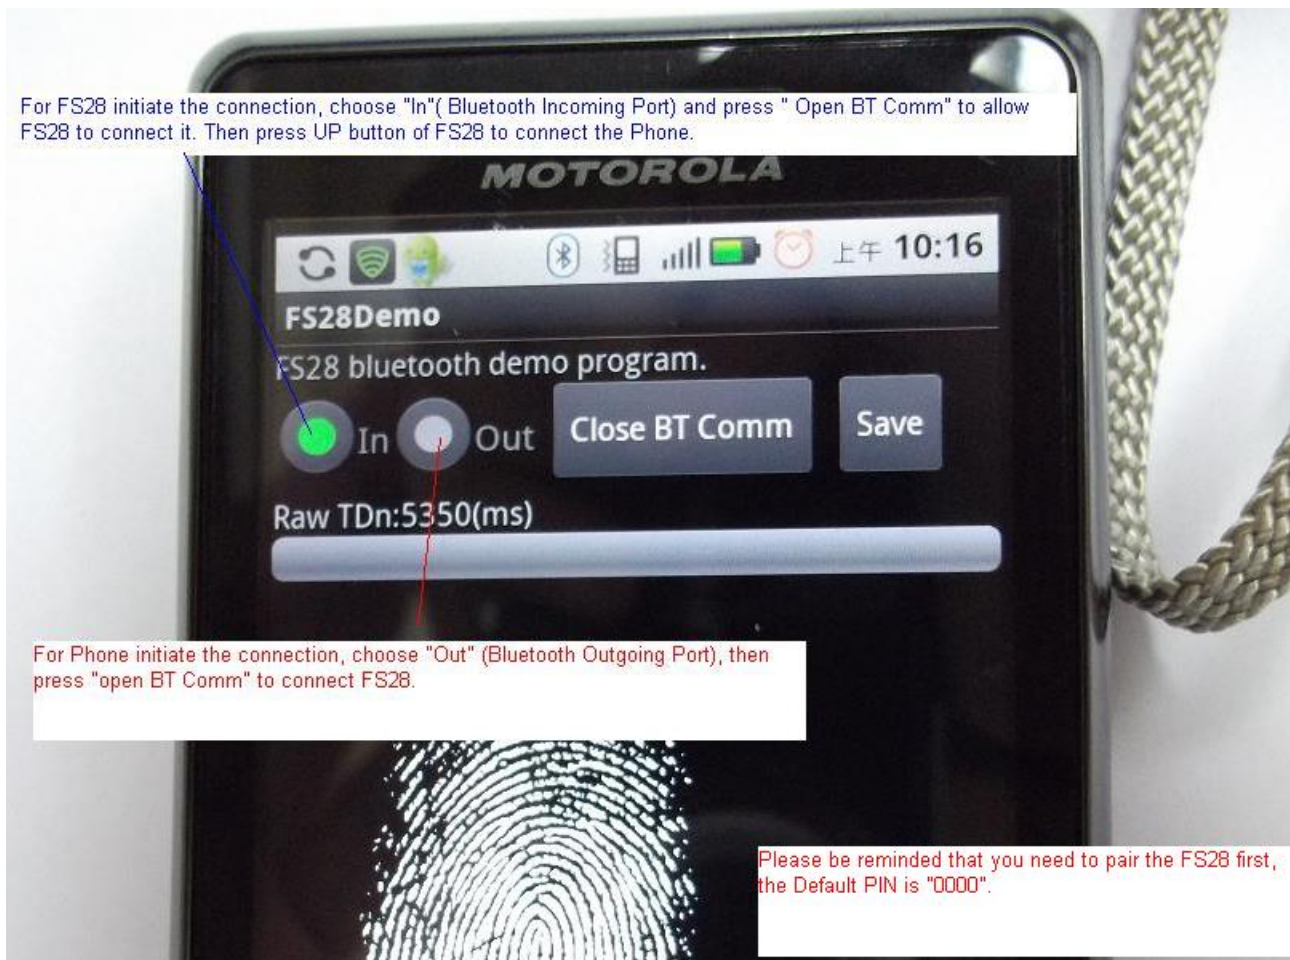 For FS28 initiate the connection, choose "In"( Bluetooth Incoming Port) and press " Open BT Comm" to allow
FS28 to connect it. Then press UP button of FS28 to connect the Phone.
MOTOROLA
上午 10:16
FS28Demo
FS28 bluetooth demo program.
In Out Close BT Comm Save
Raw TDn:5350(ms)
For Phone initiate the connection, choose "Out" (Bluetooth Outgoing Port), then
press "open BT Comm" to connect FS28.
Please be reminded that you need to pair the FS28 first,
the Default PIN is "0000".